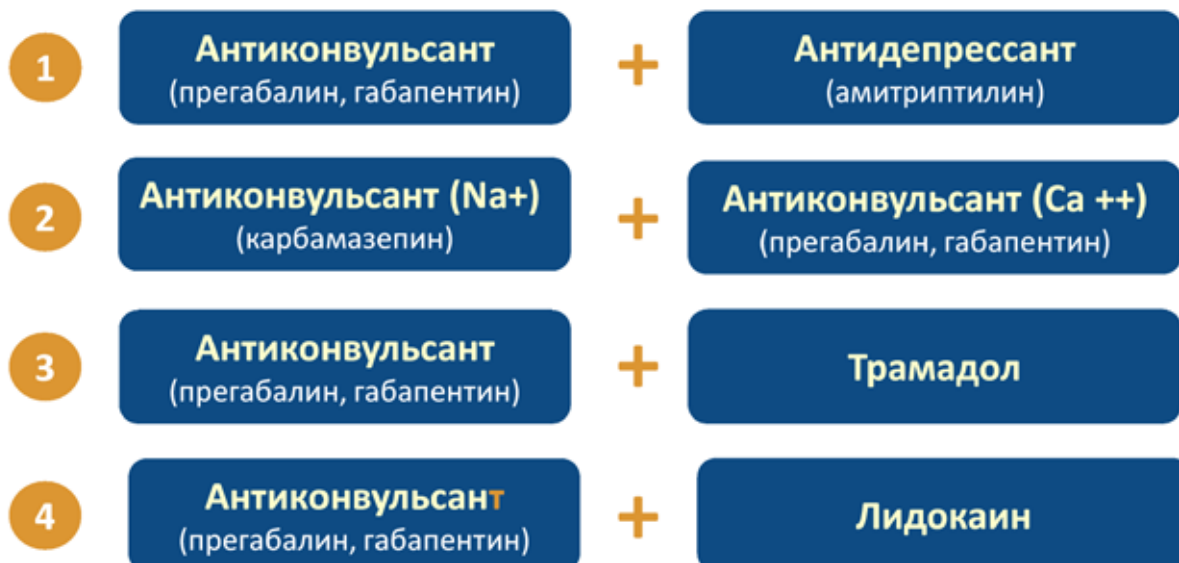 1
Антиконвульсант
(прегабалин, габапентин)
+
Антидепрессант
(амитриптилин)
2
Антиконвульсант (Na+)
(карбамазепин)
+
Антиконвульсант (Ca ++)
(прегабалин, габапентин)
3
Антиконвульсант
(прегабалин, габапентин)
+
Трамадол
4
Антиконвульсант
(прегабалин, габапентин)
+
Лидокаин